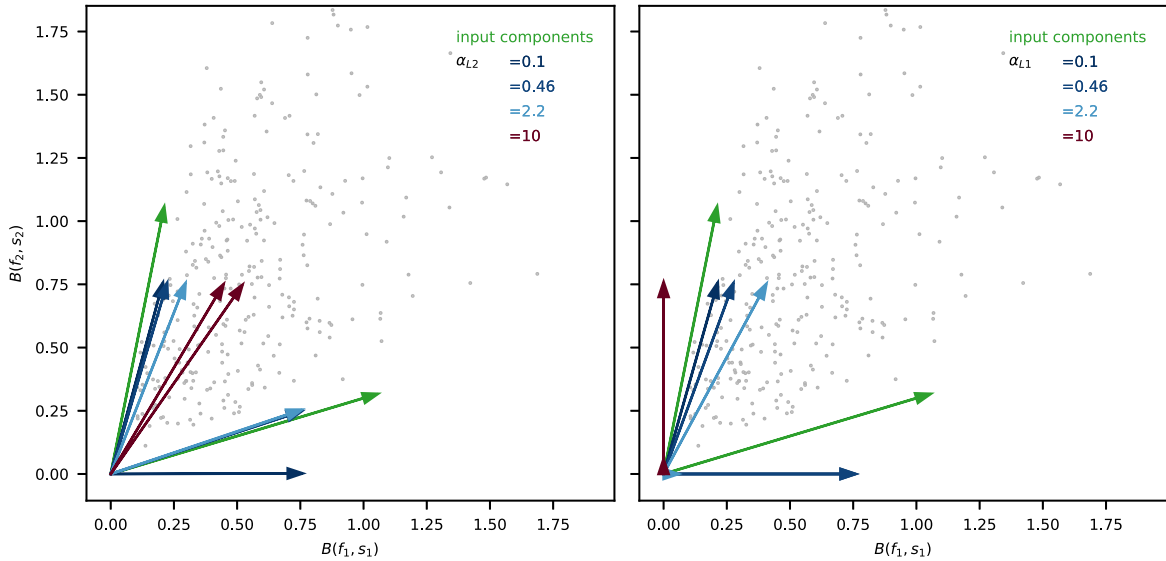 input components
α_L2 =0.1
=0.46
=2.2
=10
1.75
1.50
1.25
1.00
0.75
0.50
0.25
0.00
B(f₂, s₂)
0.00 0.25 0.50 0.75 1.00 1.25 1.50 1.75
B(f₁, s₁)
input components
α_L1 =0.1
=0.46
=2.2
=10
0.00 0.25 0.50 0.75 1.00 1.25 1.50 1.75
B(f₁, s₁)